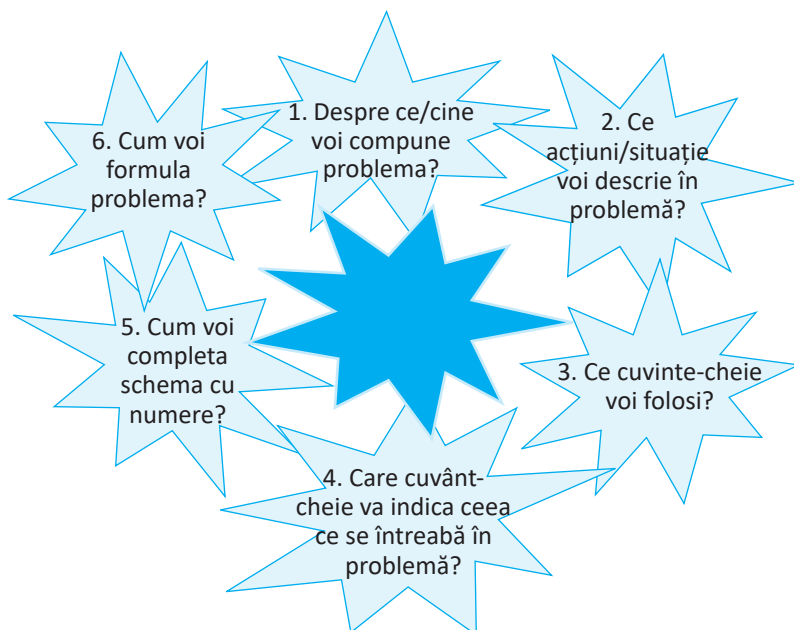 1. Despre ce/cine
voi compune
problema?
2. Ce
acțiuni/situație
voi descrie în
problemă?
3. Ce cuvinte-cheie
voi folosi?
4. Care cuvânt-
cheie va indica ceea
ce se întreabă în
problemă?
5. Cum voi
completa
schema cu
numere?
6. Cum voi
formula
problema?